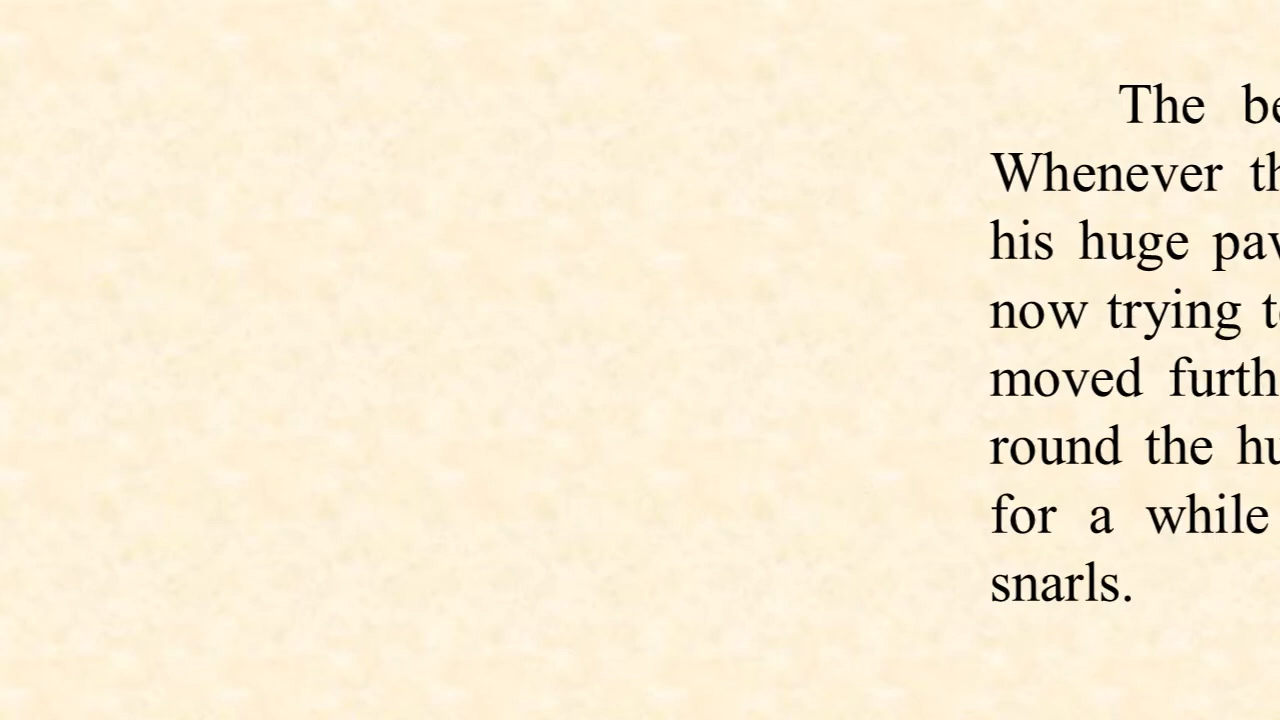 The
Whenever
his huge
now trying
moved
round the
for a while
snarls.